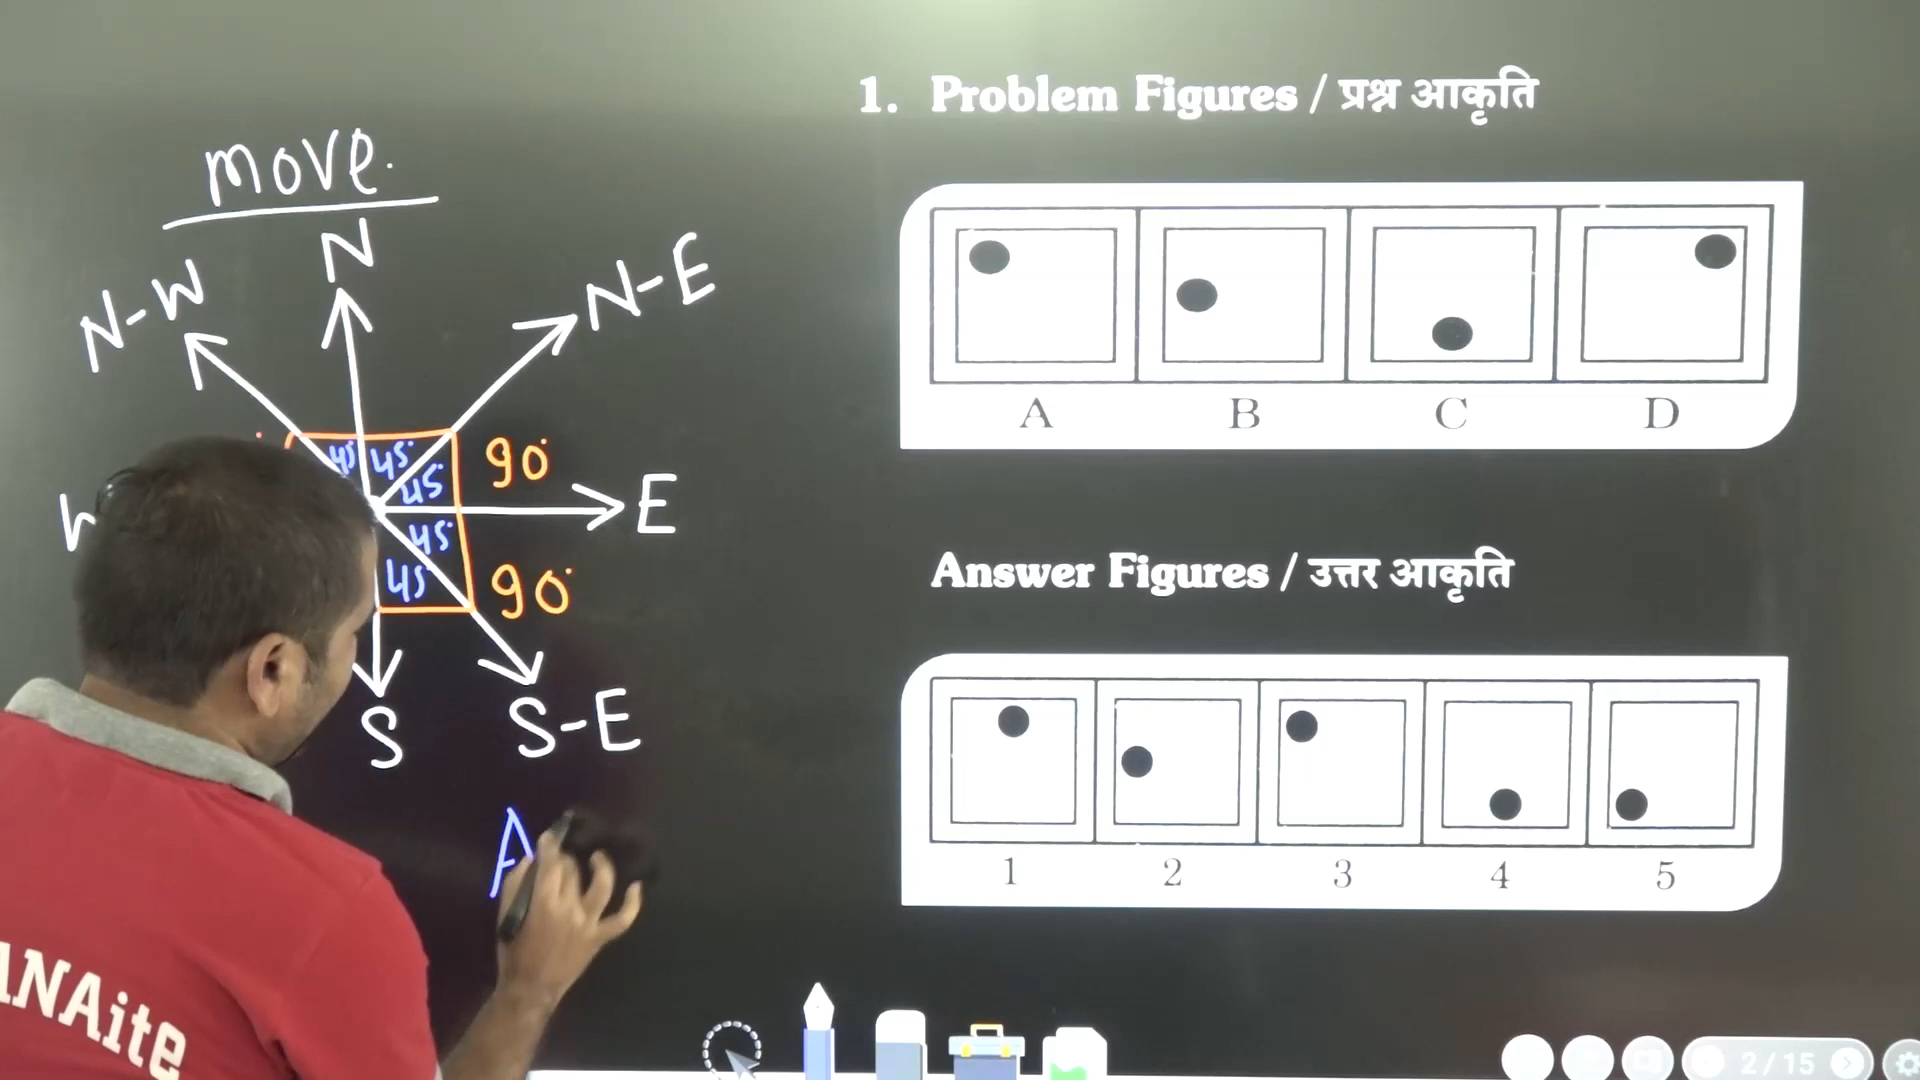 move.
N
N-W
N-E
45° 45°
45°
90°
E
45°
45°
90°
S
S-E
A
1. Problem Figures / प्रश्न आकृति
A B C D
Answer Figures / उत्तर आकृति
1 2 3 4 5
NAite
2 / 15